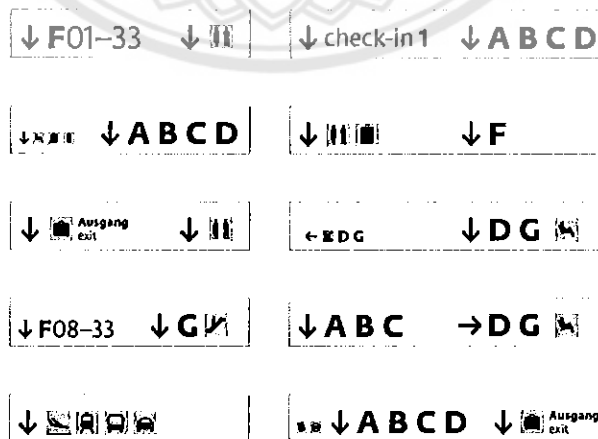 ↓ F01–33 ↓
↓ check-in 1 ↓ A B C D
↓ ↓ A B C D
↓ ↓ F
↓ Ausgang exit ↓
← D G ↓ D G
↓ F08–33 ↓ G
↓ A B C → D G
↓
↓ A B C D ↓ Ausgang exit